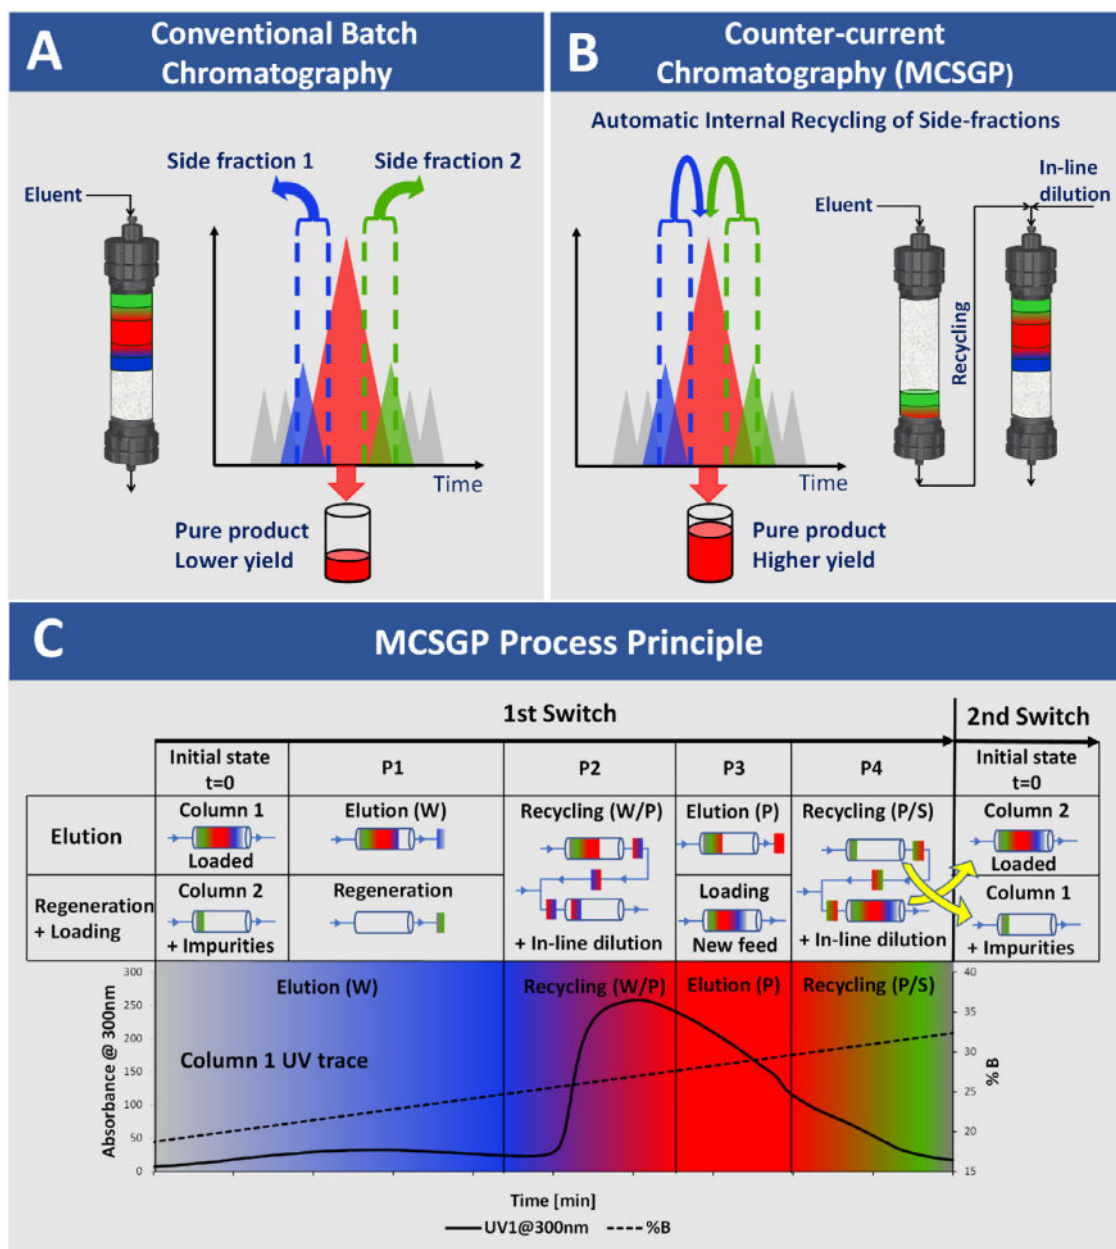 A
Conventional Batch
Chromatography
Side fraction 1
Side fraction 2
Eluent
Time
Pure product
Lower yield
B
Counter-current
Chromatography (MCSGP)
Automatic Internal Recycling of Side-fractions
In-line
dilution
Eluent
Recycling
Time
Pure product
Higher yield
C
MCSGP Process Principle
1st Switch
2nd Switch
Initial state
t=0
P1
P2
P3
P4
Initial state
t=0
Elution
Column 1
Loaded
Elution (W)
Recycling (W/P)
Elution (P)
Recycling (P/S)
Column 2
Loaded
Regeneration
+ Loading
Column 2
+ Impurities
Regeneration
+ In-line dilution
Loading
New feed
+ In-line dilution
Column 1
+ Impurities
Elution (W)
Recycling (W/P)
Elution (P)
Recycling (P/S)
Column 1 UV trace
Absorbance @ 300nm
300
250
200
150
100
50
0
40
35
30
25
20
15
%B
Time [min]
UV1@300nm
%B